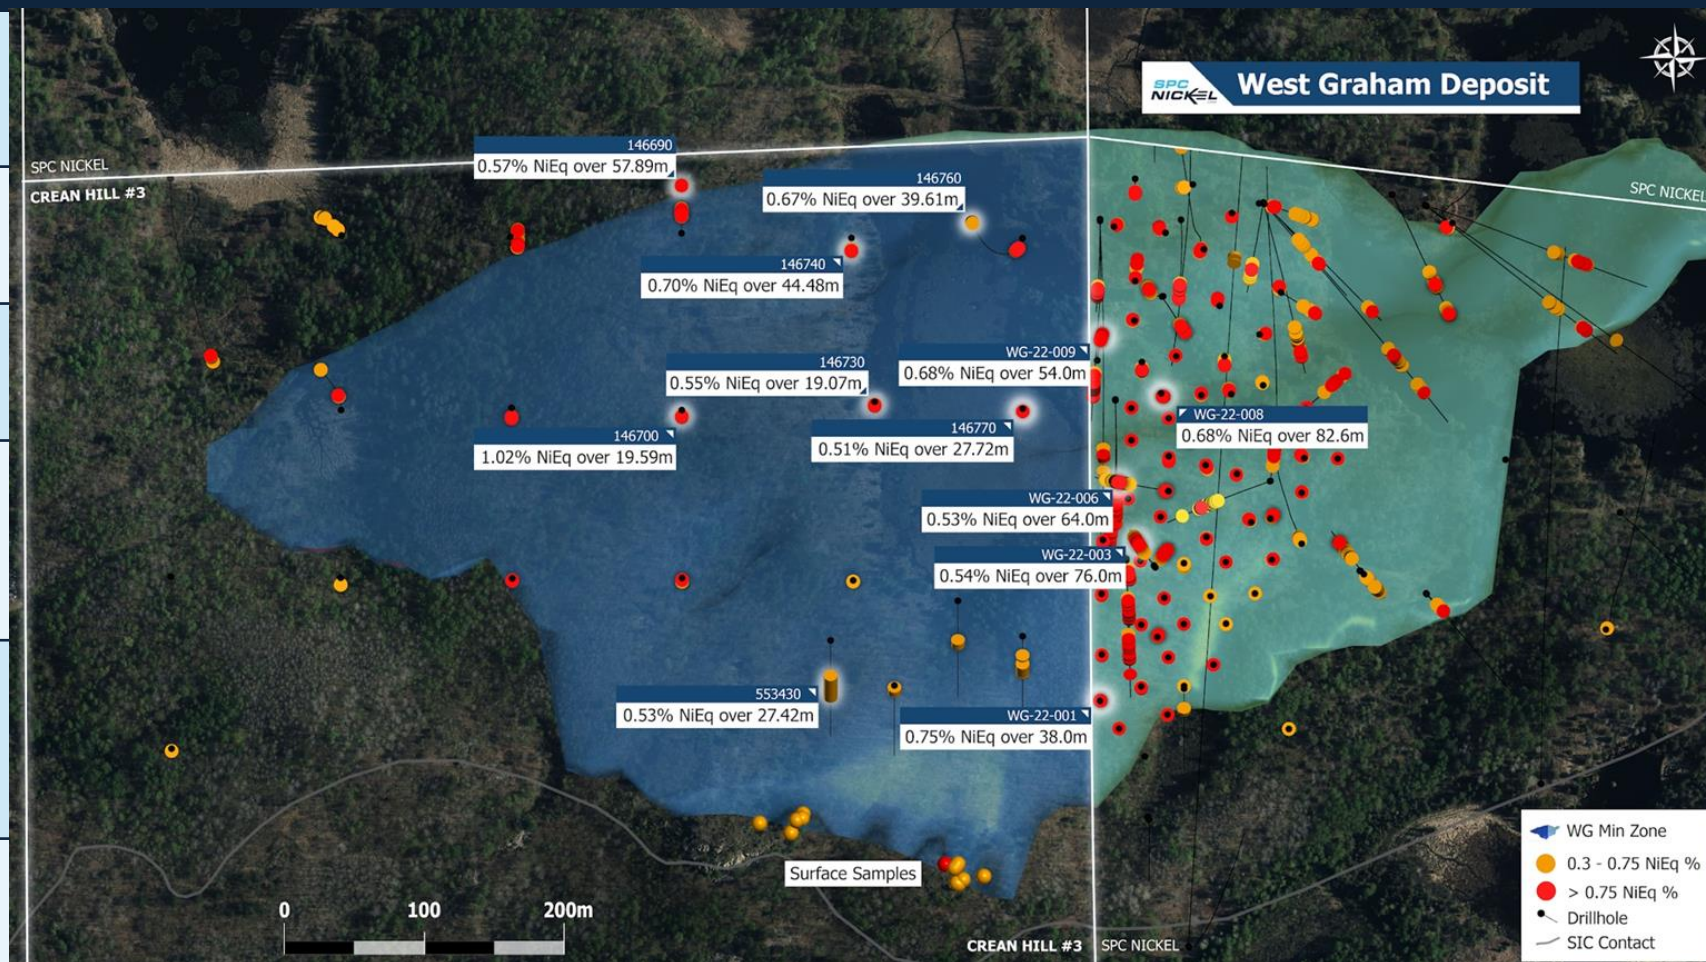 SPC NICKEL
West Graham Deposit
SPC NICKEL
CREAN HILL #3
SPC NICKEL
146690
0.57% NiEq over 57.89m
146760
0.67% NiEq over 39.61m
146740
0.70% NiEq over 44.48m
WG-22-009
0.68% NiEq over 54.0m
146730
0.55% NiEq over 19.07m
WG-22-008
0.68% NiEq over 82.6m
146770
0.51% NiEq over 27.72m
146700
1.02% NiEq over 19.59m
WG-22-006
0.53% NiEq over 64.0m
WG-22-003
0.54% NiEq over 76.0m
553430
0.53% NiEq over 27.42m
WG-22-001
0.75% NiEq over 38.0m
Surface Samples
0 100 200m
CREAN HILL #3 SPC NICKEL
WG Min Zone
0.3 - 0.75 NiEq %
> 0.75 NiEq %
Drillhole
SIC Contact